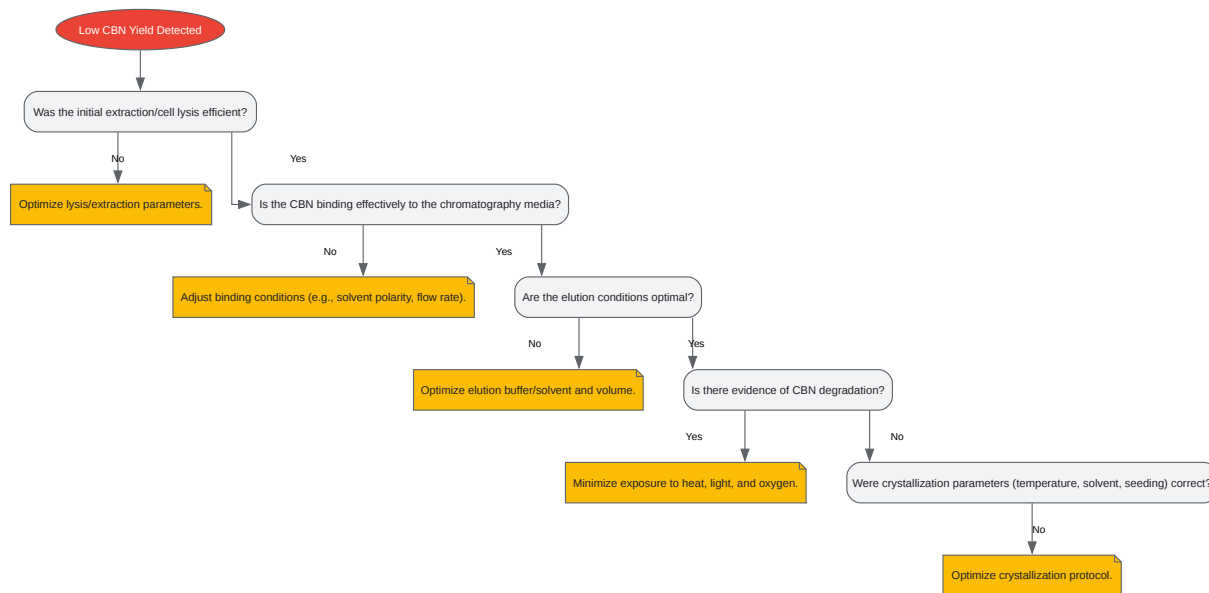 Low CBN Yield Detected
Was the initial extraction/cell lysis efficient?
No
Yes
Optimize lysis/extraction parameters.
Is the CBN binding effectively to the chromatography media?
No
Yes
Adjust binding conditions (e.g., solvent polarity, flow rate).
Are the elution conditions optimal?
No
Yes
Optimize elution buffer/solvent and volume.
Is there evidence of CBN degradation?
Yes
No
Minimize exposure to heat, light, and oxygen.
Were crystallization parameters (temperature, solvent, seeding) correct?
No
Optimize crystallization protocol.